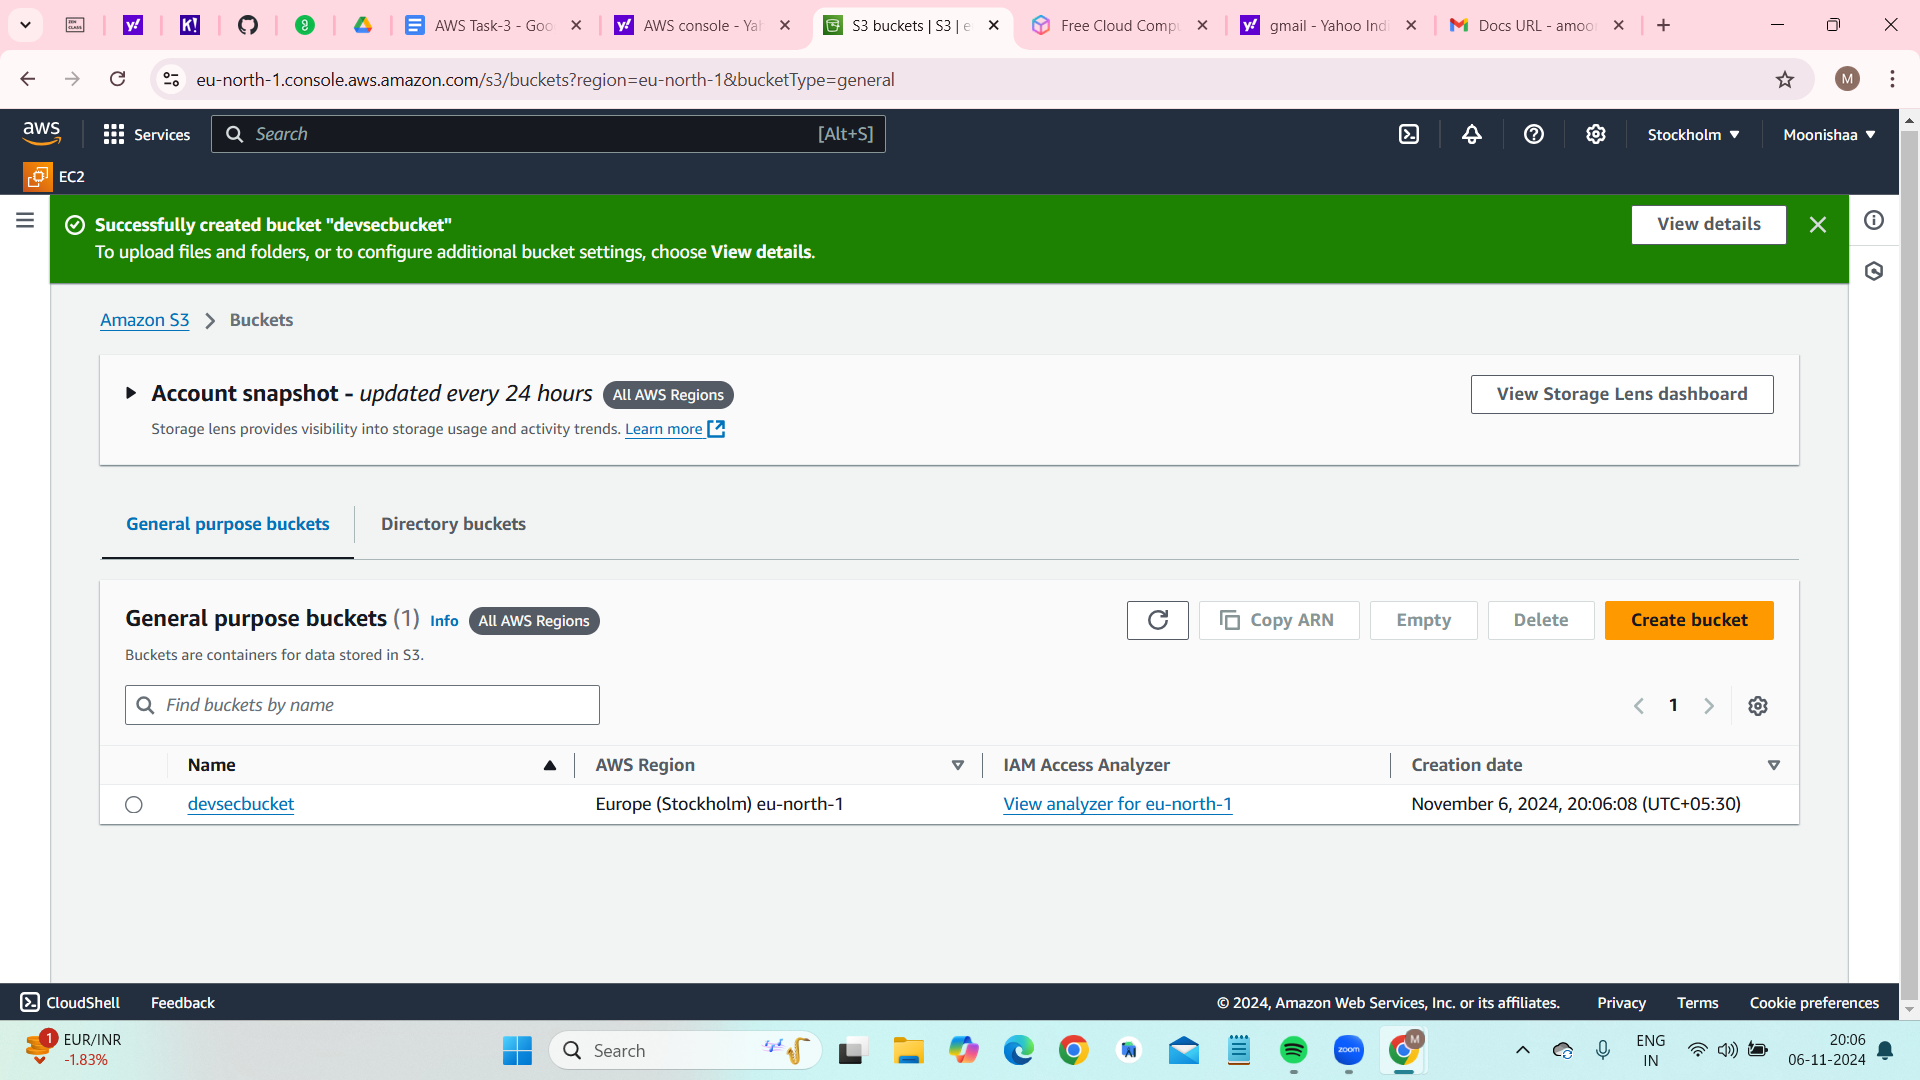 AWS Task-3 - Goo
AWS console - Yah
S3 buckets | S3 | e
Free Cloud Compu
gmail - Yahoo Indi
Docs URL - amoon
eu-north-1.console.aws.amazon.com/s3/buckets?region=eu-north-1&bucketType=general
M
aws
Services
Search
[Alt+S]
Stockholm
Moonishaa
EC2
Successfully created bucket "devsecbucket"
To upload files and folders, or to configure additional bucket settings, choose View details.
View details
Amazon S3
Buckets
Account snapshot - updated every 24 hours
All AWS Regions
Storage lens provides visibility into storage usage and activity trends. Learn more
View Storage Lens dashboard
General purpose buckets
Directory buckets
General purpose buckets (1) Info
All AWS Regions
Buckets are containers for data stored in S3.
Copy ARN
Empty
Delete
Create bucket
Find buckets by name
1
Name
AWS Region
IAM Access Analyzer
Creation date
devsecbucket
Europe (Stockholm) eu-north-1
View analyzer for eu-north-1
November 6, 2024, 20:06:08 (UTC+05:30)
CloudShell
Feedback
© 2024, Amazon Web Services, Inc. or its affiliates.
Privacy
Terms
Cookie preferences
1
EUR/INR
-1.83%
Search
zoom
M
ENG
IN
20:06
06-11-2024